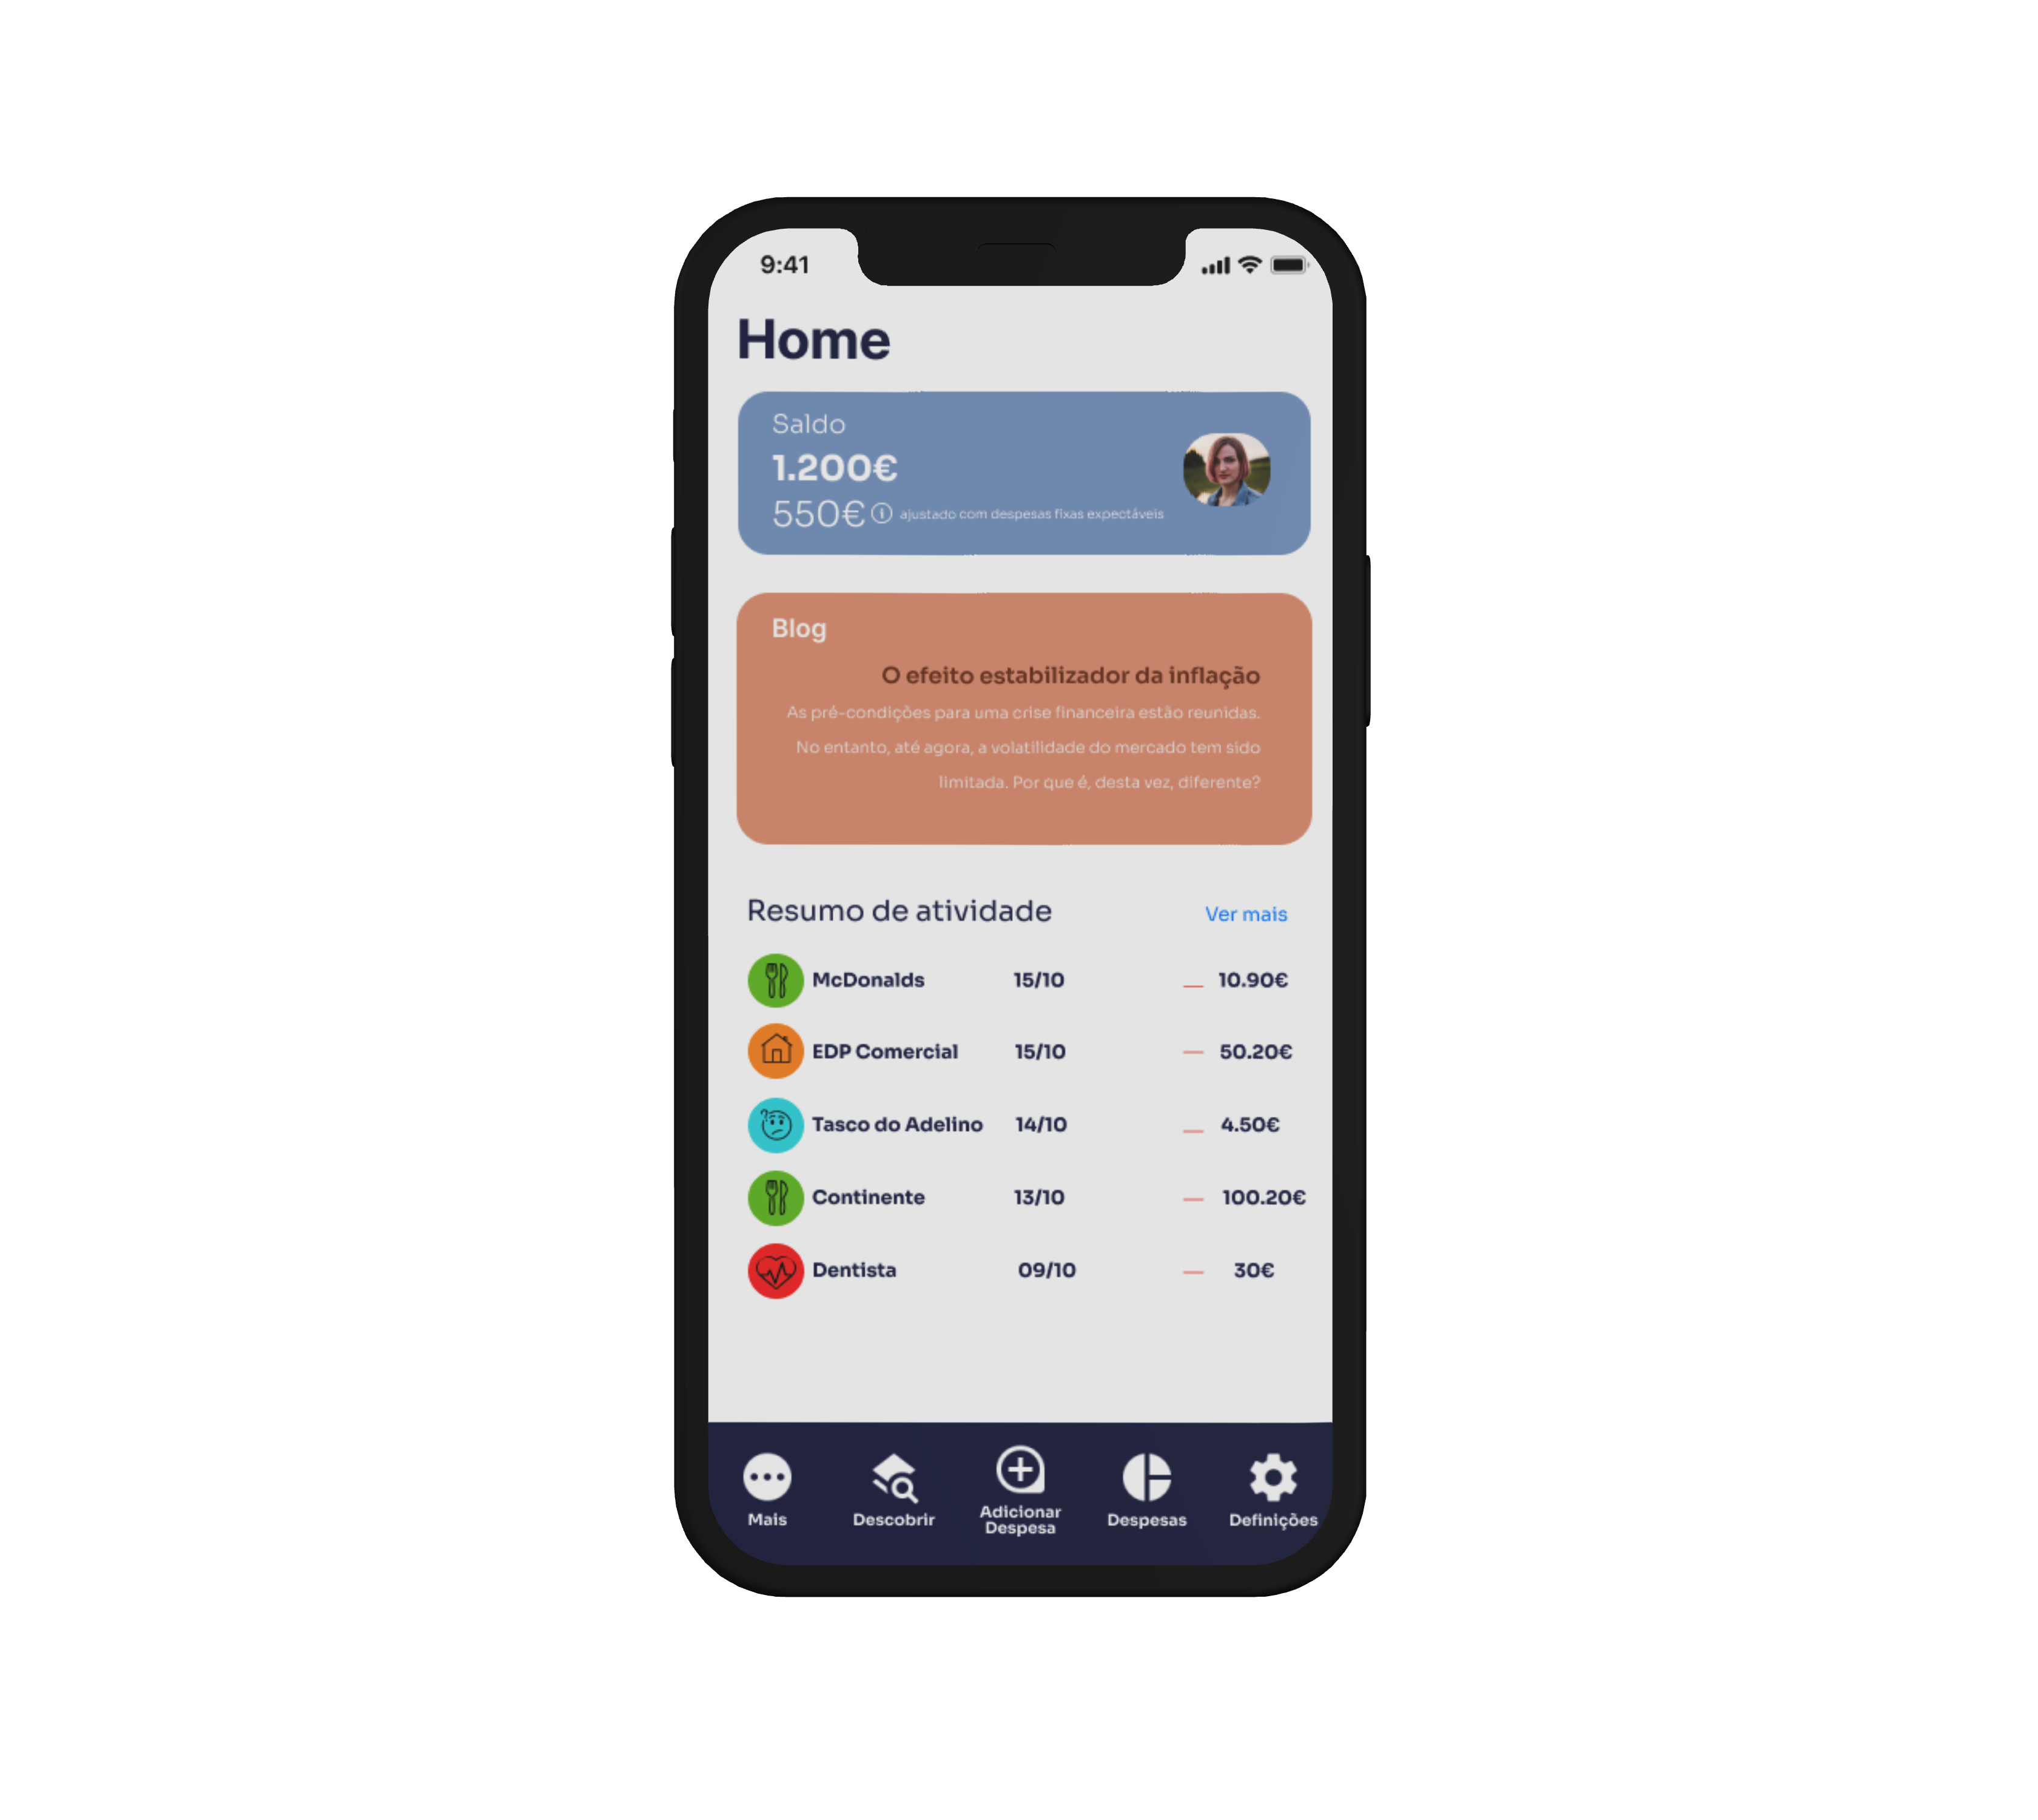 9:41
Home
Saldo
1.200€
550€ i ajustado com despesas fixas expectáveis
Blog
O efeito estabilizador da inflação
As pré-condições para uma crise financeira estão reunidas.
No entanto, até agora, a volatilidade do mercado tem sido
limitada. Por que é, desta vez, diferente?
Resumo de atividade Ver mais
McDonalds 15/10 — 10.90€
EDP Comercial 15/10 — 50.20€
Tasco do Adelino 14/10 — 4.50€
Continente 13/10 — 100.20€
Dentista 09/10 — 30€
Mais Descobrir Adicionar Despesa Despesas Definições